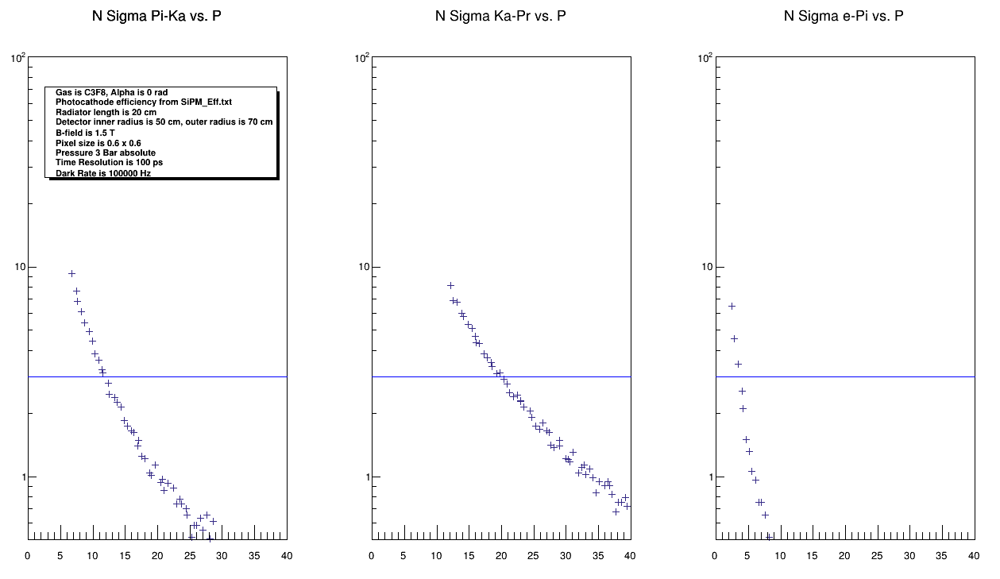 N Sigma Pi-Ka vs. P
N Sigma Ka-Pr vs. P
N Sigma e-Pi vs. P
10²
10
1
0 5 10 15 20 25 30 35 40
Gas is C3F8, Alpha is 0 rad
Photocathode efficiency from SiPM_Eff.txt
Radiator length is 20 cm
Detector inner radius is 50 cm, outer radius is 70 cm
B-field is 1.5 T
Pixel size is 0.6 x 0.6
Pressure 3 Bar absolute
Time Resolution is 100 ps
Dark Rate is 100000 Hz
10²
10
1
0 5 10 15 20 25 30 35 40
10²
10
1
0 5 10 15 20 25 30 35 40